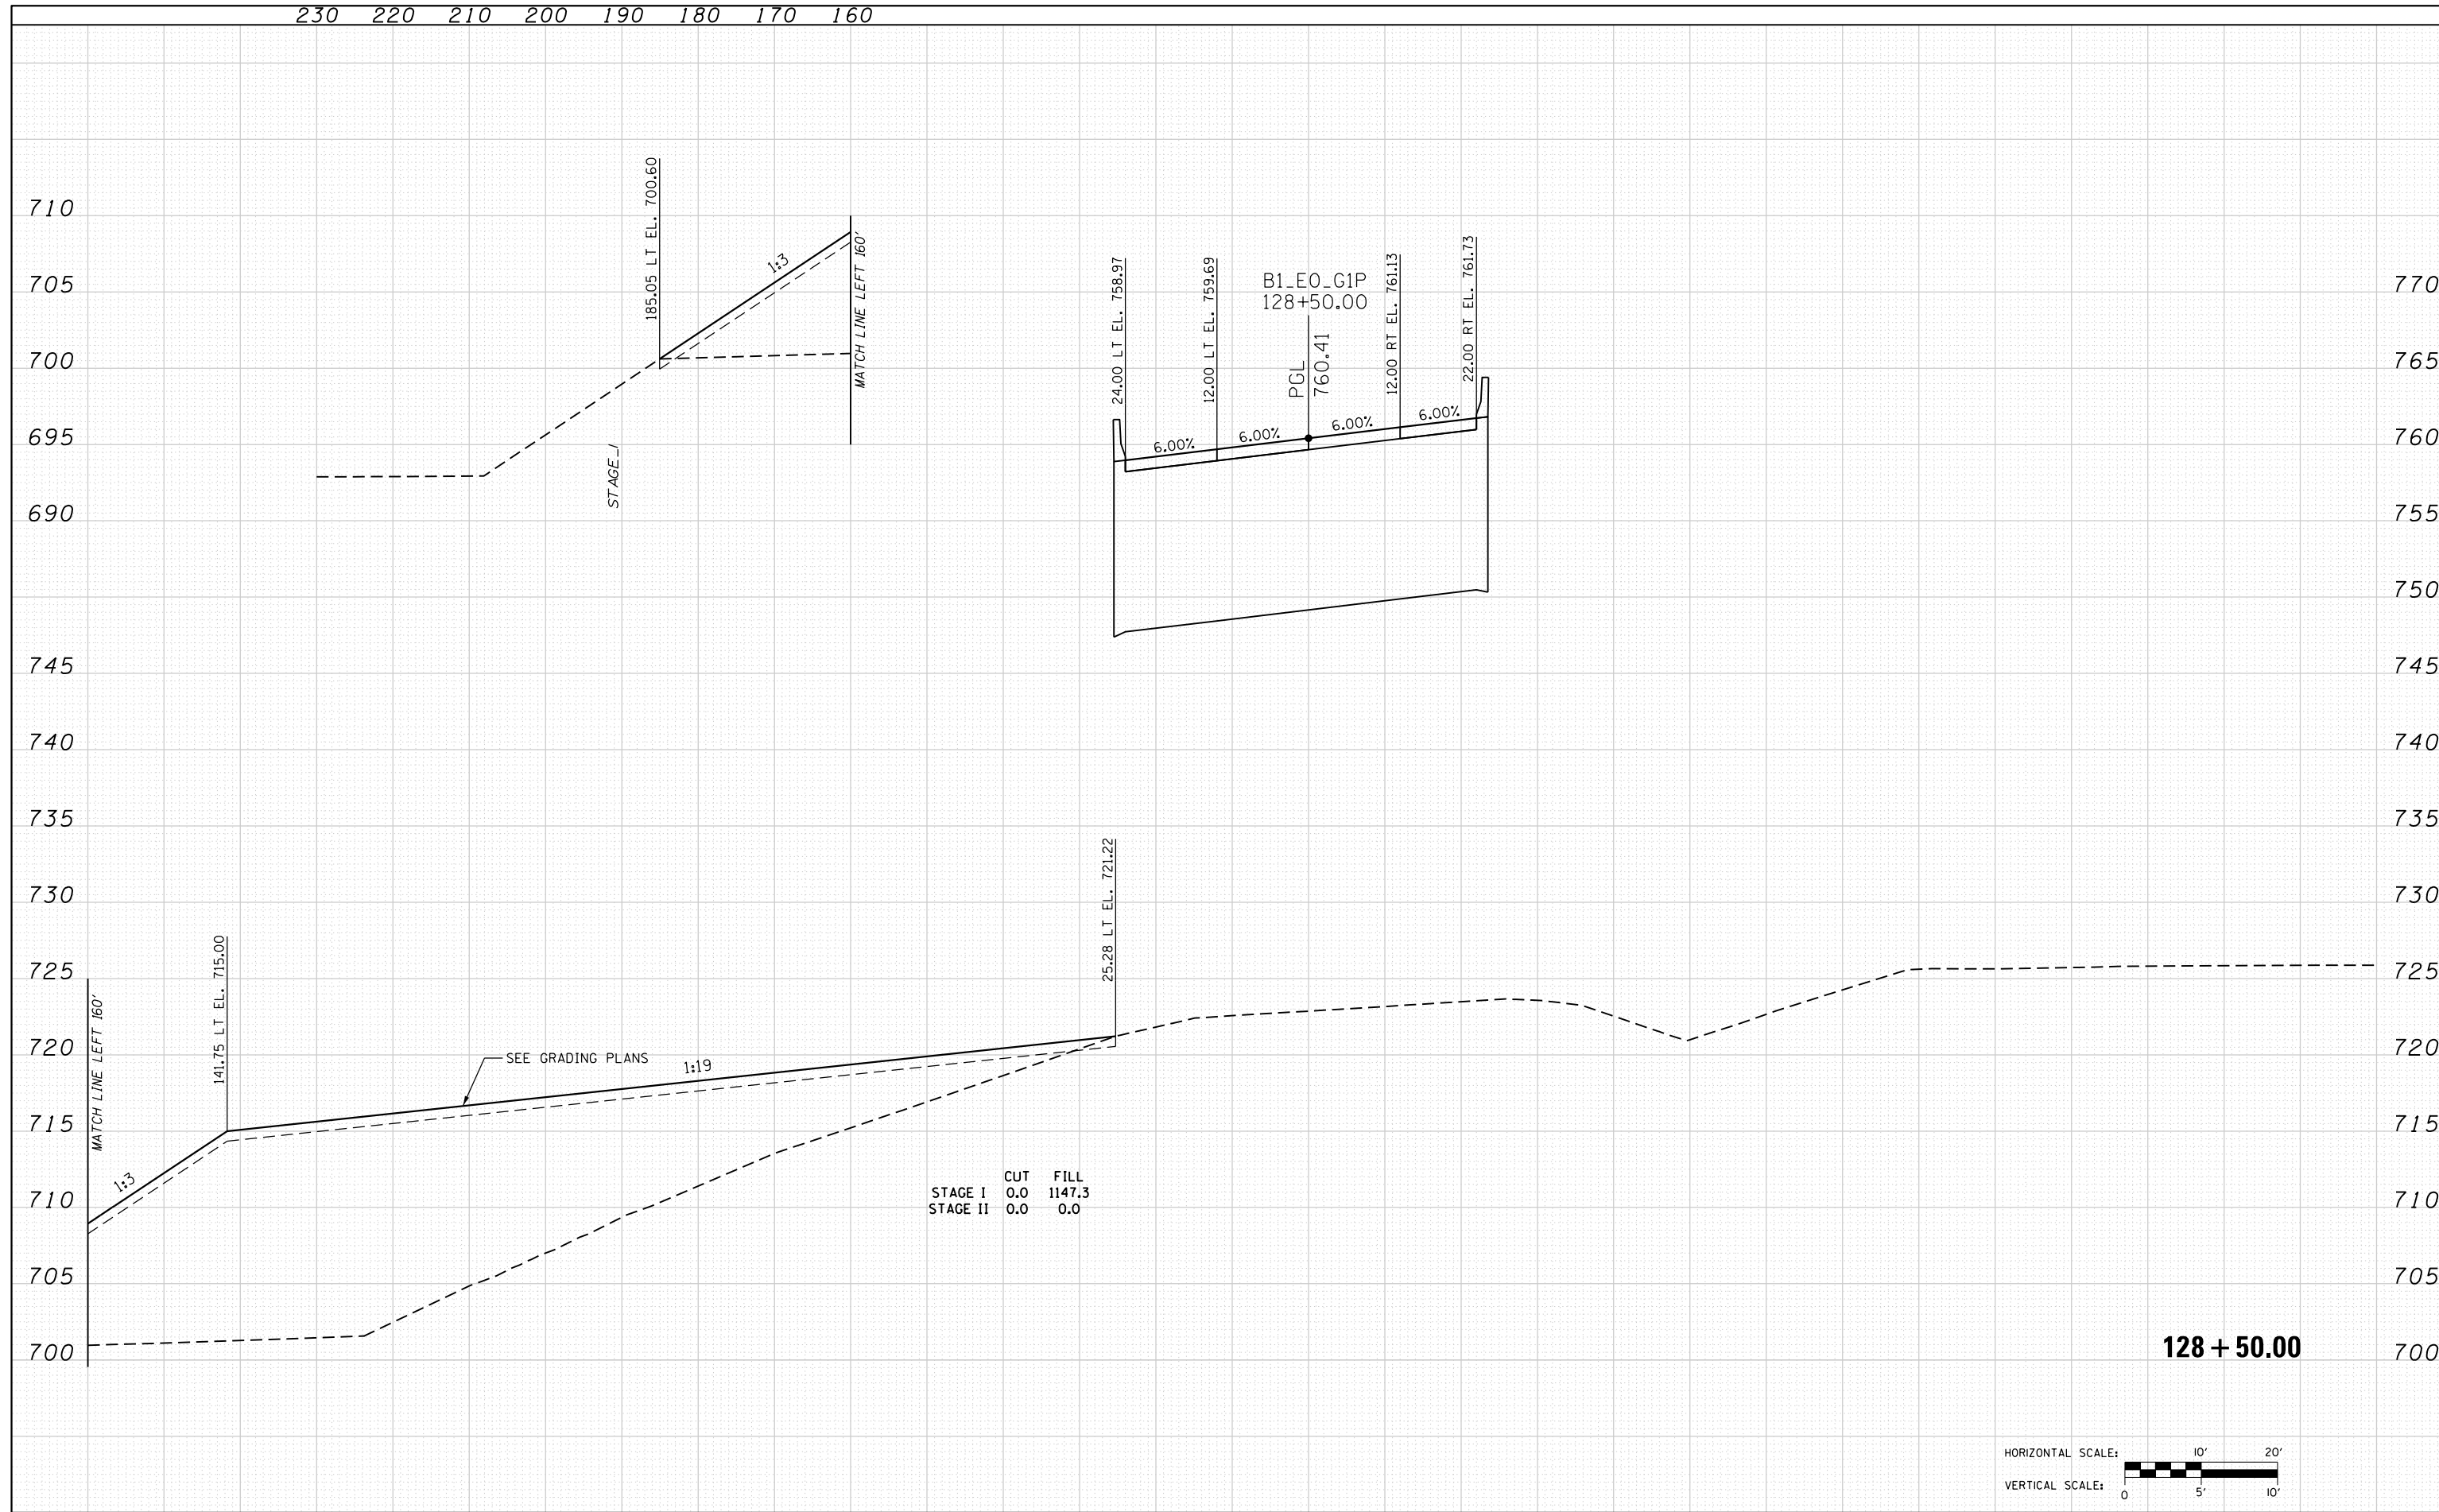 230 220 210 200 190 180 170 160
710
705
700
695
690
745
740
735
730
725
720
715
710
705
700
770
765
760
755
750
745
740
735
730
725
720
715
710
705
700
185.05 LT EL. 700.60
1:3
MATCH LINE LEFT 160'
STAGE_I
24.00 LT EL. 758.97
12.00 LT EL. 759.69
B1_EO_G1P
128+50.00
PGL
760.41
12.00 RT EL. 761.13
22.00 RT EL. 761.73
6.00% 6.00% 6.00% 6.00%
MATCH LINE LEFT 160'
1:3
141.75 LT EL. 715.00
SEE GRADING PLANS
1:19
25.28 LT EL. 721.22
CUT FILL
STAGE I 0.0 1147.3
STAGE II 0.0 0.0
128 + 50.00
HORIZONTAL SCALE: 10' 20'
VERTICAL SCALE: 0 5' 10'